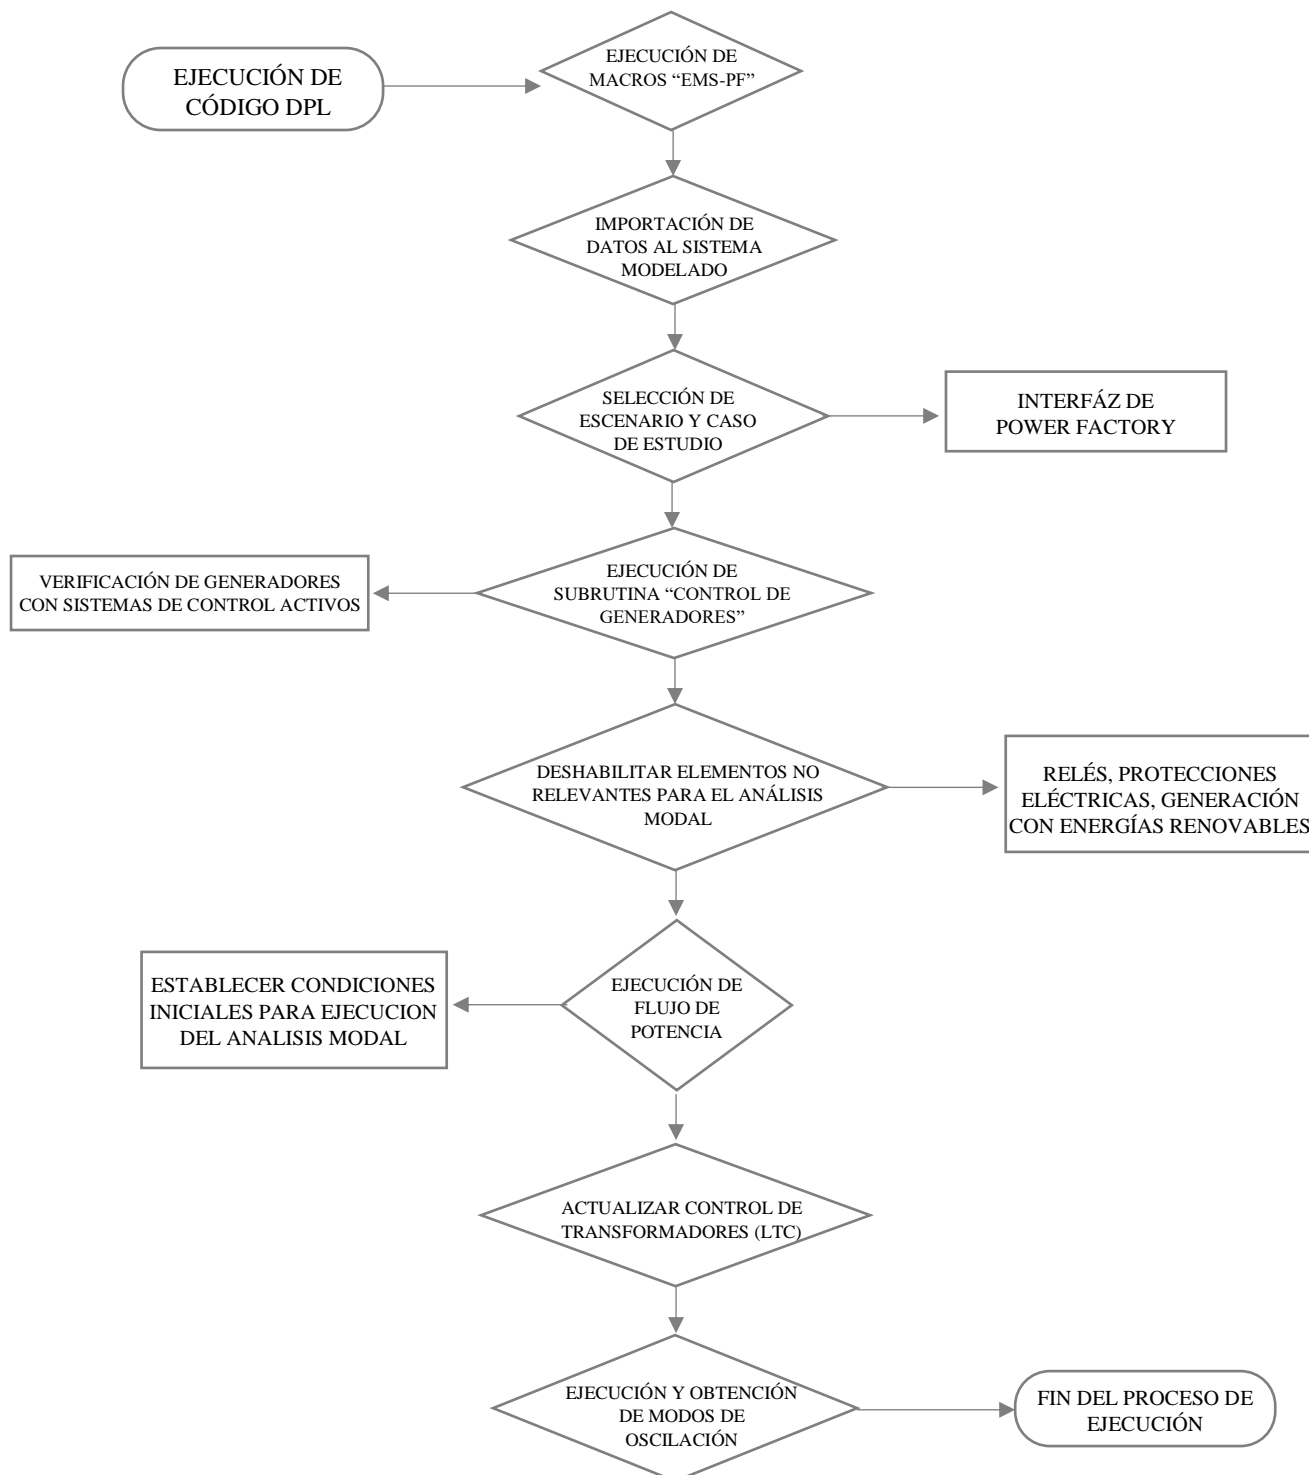 EJECUCIÓN DE
CÓDIGO DPL
EJECUCIÓN DE
MACROS “EMS-PF”
IMPORTACIÓN DE
DATOS AL SISTEMA
MODELADO
SELECCIÓN DE
ESCENARIO Y CASO
DE ESTUDIO
INTERFÁZ DE
POWER FACTORY
EJECUCIÓN DE
SUBRUTINA “CONTROL DE
GENERADORES”
VERIFICACIÓN DE GENERADORES
CON SISTEMAS DE CONTROL ACTIVOS
DESHABILITAR ELEMENTOS NO
RELEVANTES PARA EL ANÁLISIS
MODAL
RELÉS, PROTECCIONES
ELÉCTRICAS, GENERACIÓN
CON ENERGÍAS RENOVABLES
EJECUCIÓN DE
FLUJO DE
POTENCIA
ESTABLECER CONDICIONES
INICIALES PARA EJECUCION
DEL ANALISIS MODAL
ACTUALIZAR CONTROL DE
TRANSFORMADORES (LTC)
EJECUCIÓN Y OBTENCIÓN
DE MODOS DE
OSCILACIÓN
FIN DEL PROCESO DE
EJECUCIÓN